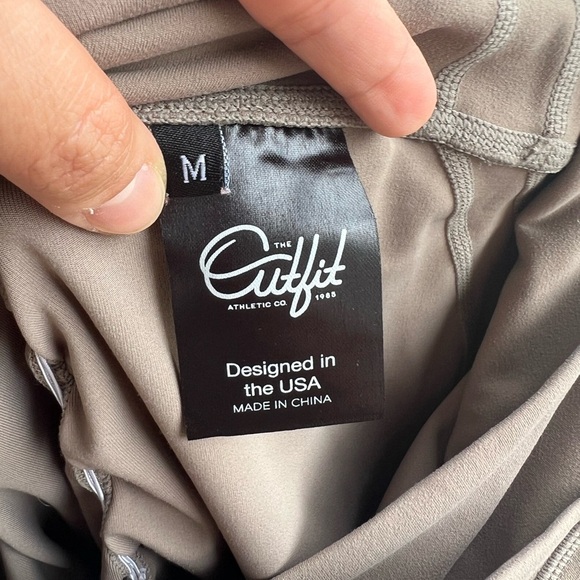 M
THE
Outfit
ATHLETIC CO. 1985
Designed in
the USA
MADE IN CHINA